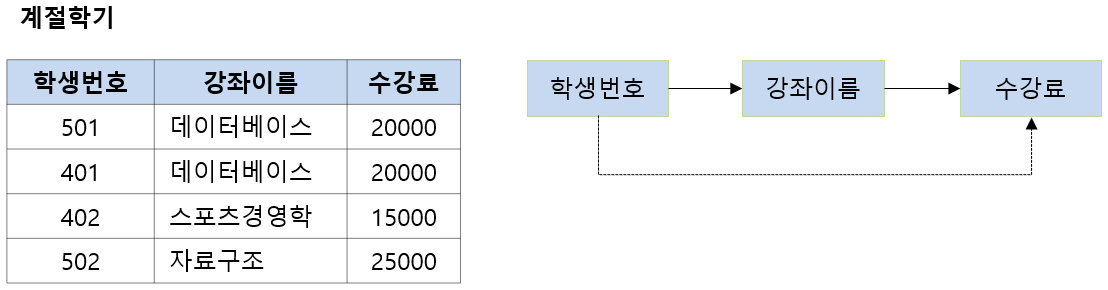 계절학기
학생번호 강좌이름 수강료
501 데이터베이스 20000
401 데이터베이스 20000
402 스포츠경영학 15000
502 자료구조 25000
학생번호 강좌이름 수강료